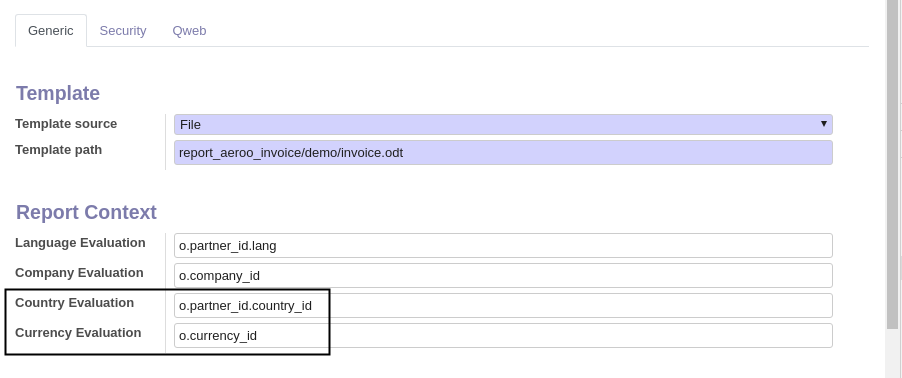 Generic Security Qweb
Template
Template source File
Template path report_aeroo_invoice/demo/invoice.odt
Report Context
Language Evaluation o.partner_id.lang
Company Evaluation o.company_id
Country Evaluation o.partner_id.country_id
Currency Evaluation o.currency_id